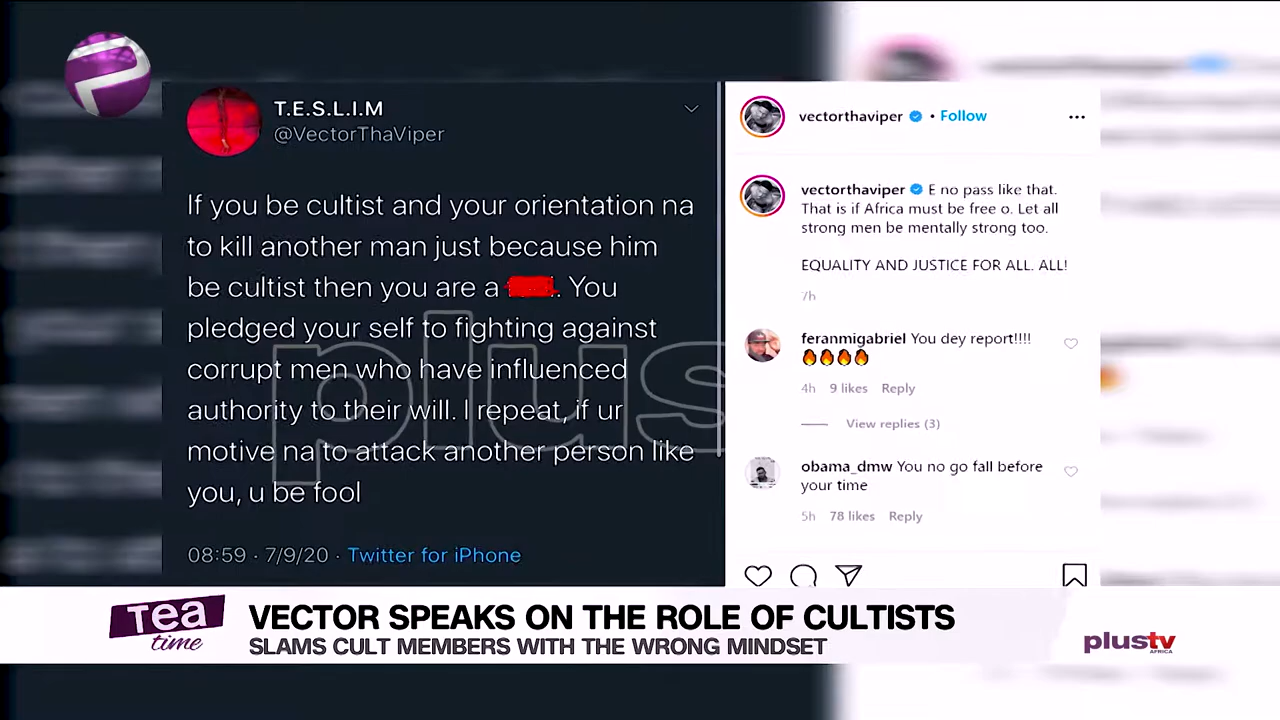 T.E.S.L.I.M
@VectorThaViper
If you be cultist and your orientation na
to kill another man just because him
be cultist then you are a
. You
pledged your self to fighting against
corrupt men who have influenced
authority to their will. I repeat, if ur
motive na to attack another person like
you, u be fool
08:59 · 7/9/20 · Twitter for iPhone
plus
vectorthaviper • Follow
vectorthaviper E no pass like that.
That is if Africa must be free o. Let all
strong men be mentally strong too.
EQUALITY AND JUSTICE FOR ALL. ALL!
7h
feranmigabriel You dey report!!!!
🔥🔥🔥🔥
4h 9 likes Reply
View replies (3)
obama_dmw You no go fall before
your time
5h 78 likes Reply
Tea
time
VECTOR SPEAKS ON THE ROLE OF CULTISTS
SLAMS CULT MEMBERS WITH THE WRONG MINDSET
plustv
AFRICA